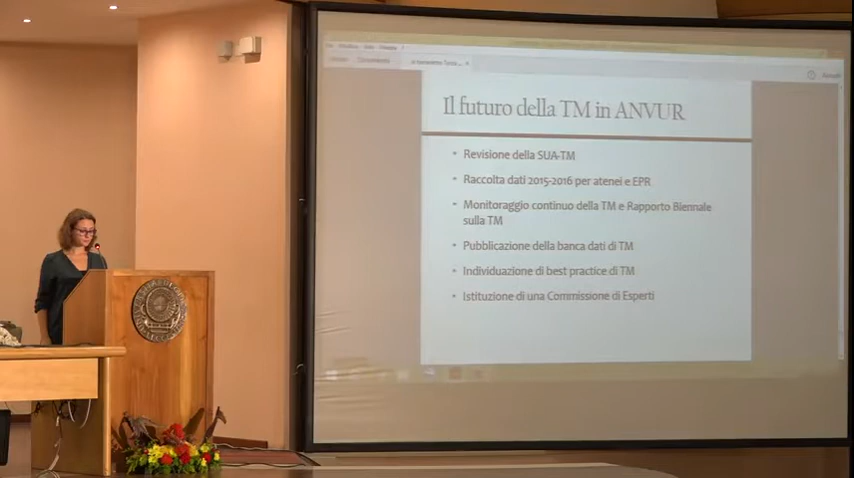 Il futuro della TM in ANVUR
• Revisione della SUA-TM
• Raccolta dati 2015-2016 per atenei e EPR
• Monitoraggio continuo della TM e Rapporto Biennale
sulla TM
• Pubblicazione della banca dati di TM
• Individuazione di best practice di TM
• Istituzione di una Commissione di Esperti